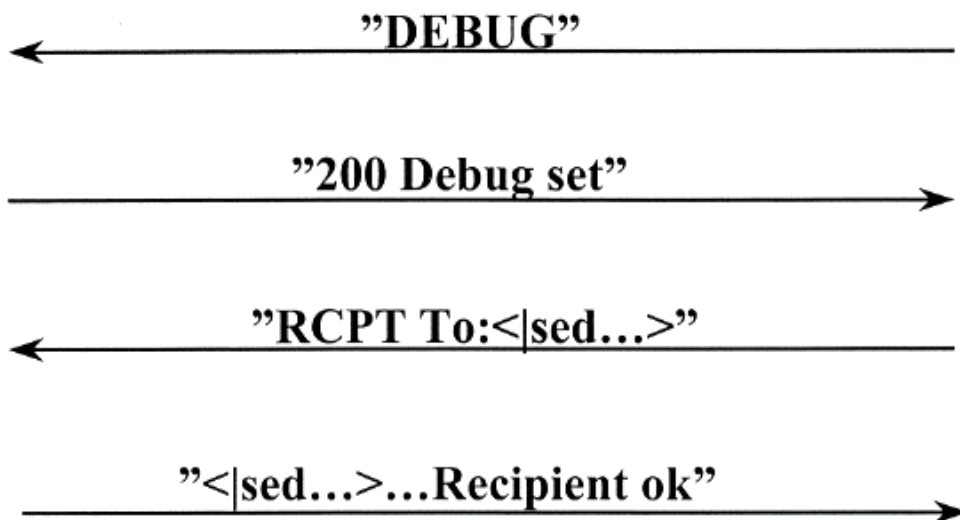 ”DEBUG”
”200 Debug set”
”RCPT To:<|sed...>”
”<|sed...>...Recipient ok”